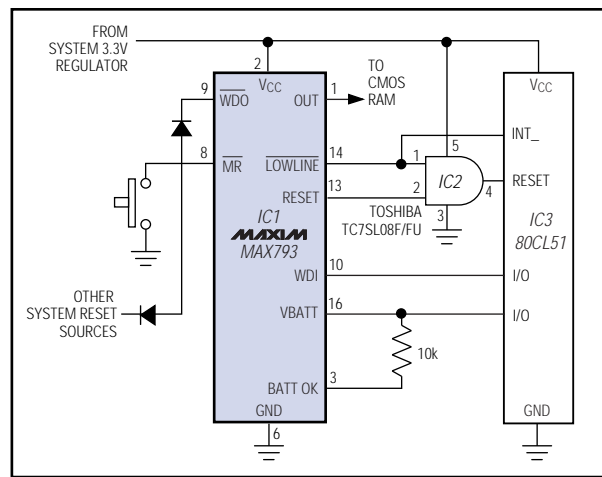 FROM
SYSTEM 3.3V
REGULATOR
2
VCC
9
WDO
OUT
1
TO
CMOS
RAM
VCC
INT_
8
MR
LOWLINE
14
1
5
IC2
4
RESET
RESET
13
2
3
TOSHIBA
TC7SL08F/FU
IC1
MAXIM
MAX793
IC3
80CL51
WDI
10
I/O
OTHER
SYSTEM RESET
SOURCES
VBATT
16
I/O
10k
BATT OK
3
GND
6
GND